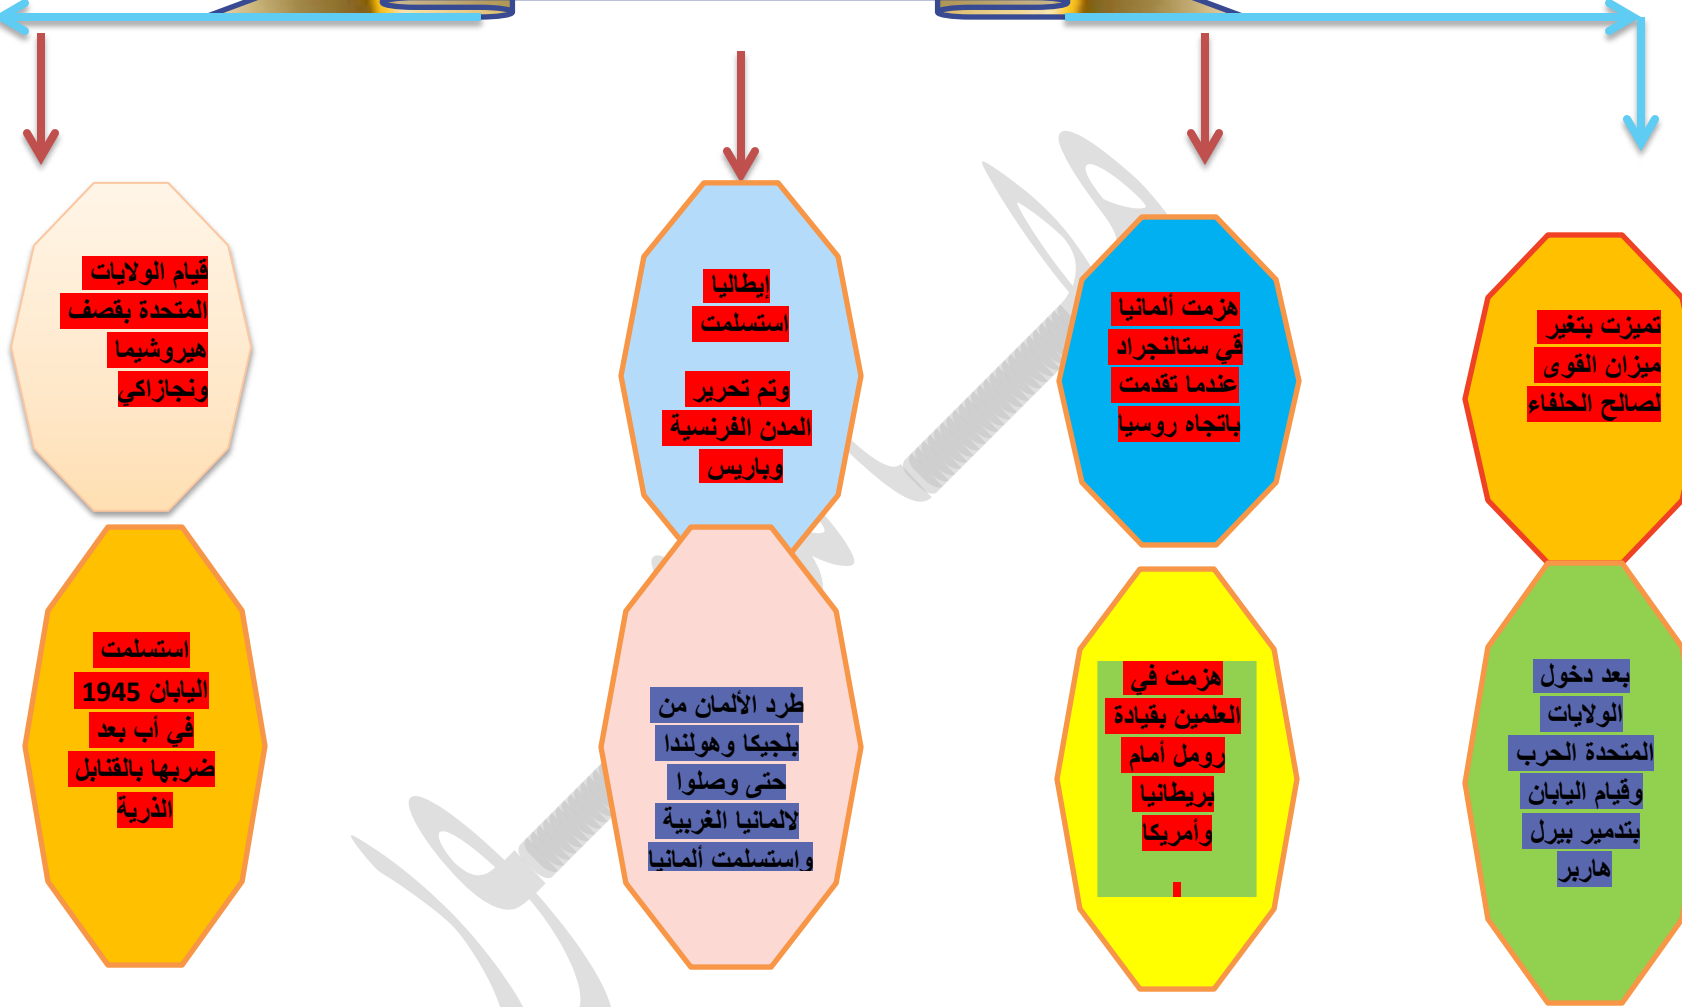 تميزت بتغير
ميزان القوى
لصالح الحلفاء
بعد دخول
الولايات
المتحدة الحرب
وقيام اليابان
بتدمير بيرل
هاربر
هزمت ألمانيا
في ستالنجراد
عندما تقدمت
باتجاه روسيا
هزمت في
العلمين بقيادة
رومل أمام
بريطانيا
وأمريكا
إيطاليا
استسلمت
وتم تحرير
المدن الفرنسية
وباريس
طرد الألمان من
بلجيكا وهولندا
حتى وصلوا
لالمانيا الغربية
واستسلمت ألمانيا
قيام الولايات
المتحدة بقصف
هيروشيما
ونجازاكي
استسلمت
اليابان 1945
في أب بعد
ضربها بالقنابل
الذرية